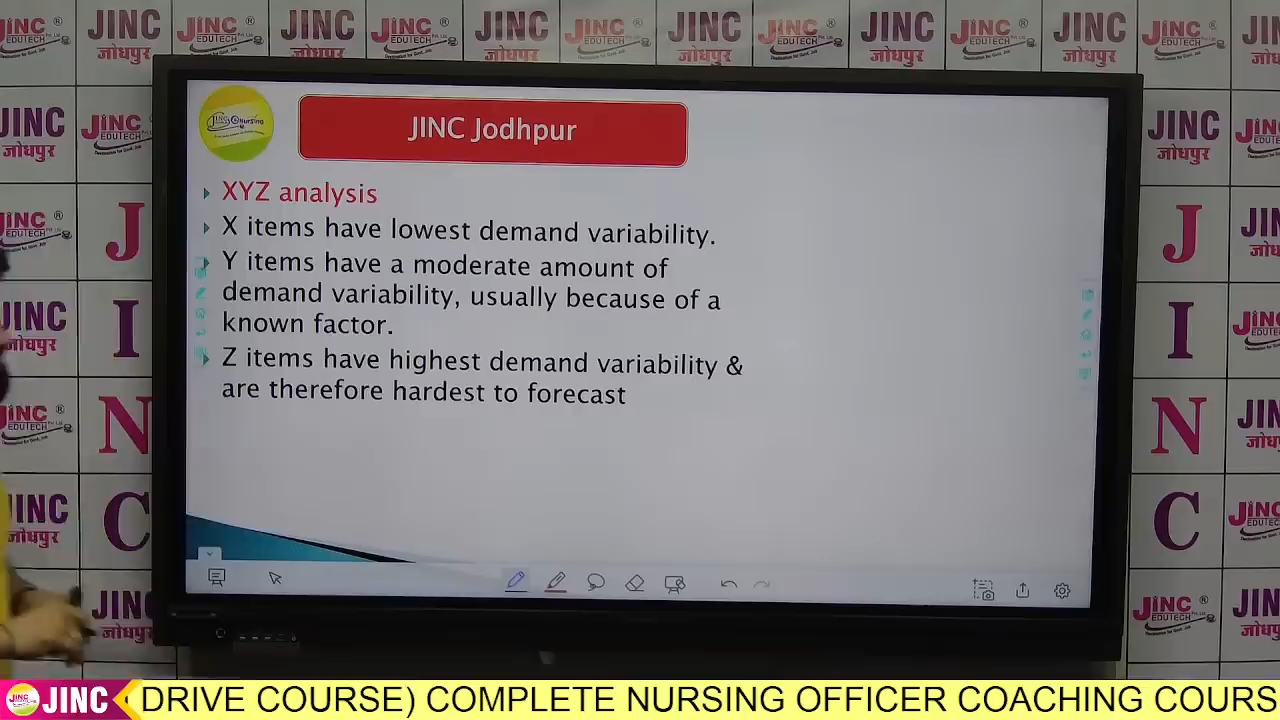 JINC Jodhpur
XYZ analysis
X items have lowest demand variability.
Y items have a moderate amount of
demand variability, usually because of a
known factor.
Z items have highest demand variability &
are therefore hardest to forecast
JINC
EDUTECH
जोधपुर
J
I
N
C
J
I
N
C
JINC DRIVE COURSE) COMPLETE NURSING OFFICER COACHING COURS